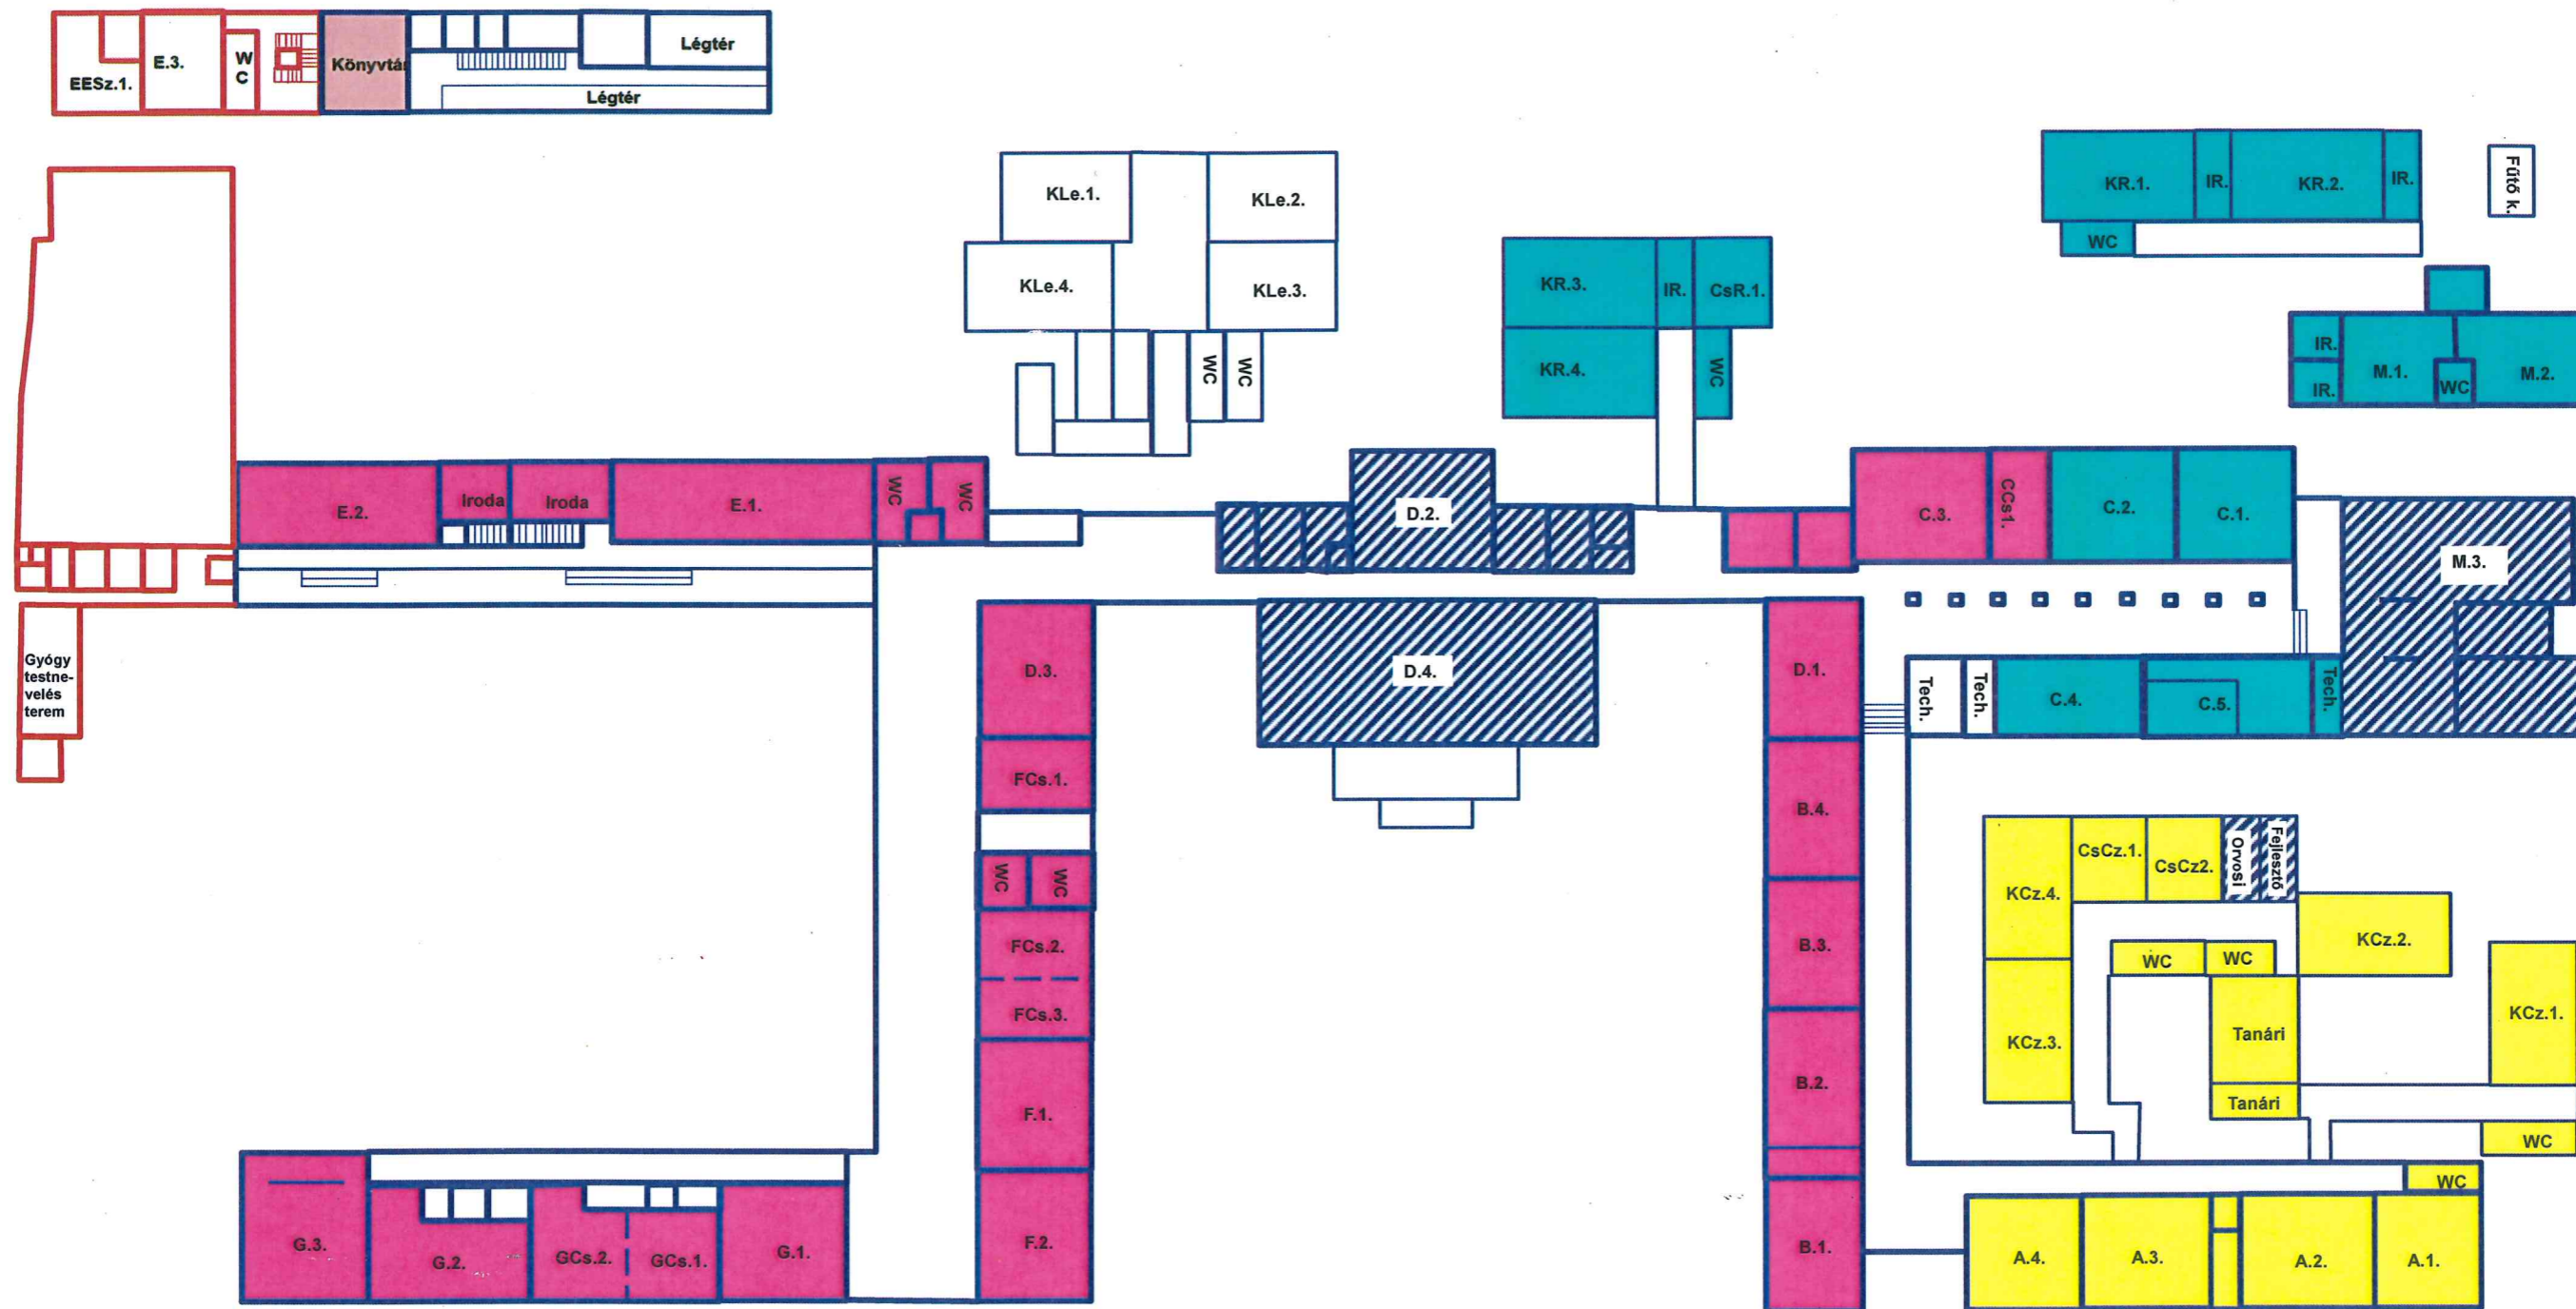 EESz.1.
E.3.
W
C
Könyvtár
Légtér
Légtér
KLe.1.
KLe.2.
KLe.4.
KLe.3.
WC
WC
KR.1.
IR.
KR.2.
IR.
WC
Fűtő k.
KR.3.
IR.
CsR.1.
KR.4.
WC
IR.
IR.
M.1.
WC
M.2.
E.2.
Iroda
Iroda
E.1.
WC
WC
D.2.
C.3.
CCs1.
C.2.
C.1.
M.3.
Gyógy
testne-
velés
terem
D.3.
D.4.
D.1.
Tech.
Tech.
C.4.
C.5.
Tech.
FCs.1.
WC
WC
FCs.2.
FCs.3.
F.1.
F.2.
B.4.
B.3.
B.2.
B.1.
KCz.4.
CsCz.1.
CsCz2.
Orvosi
Fejlesztő
KCz.2.
WC
WC
KCz.3.
Tanári
Tanári
KCz.1.
WC
WC
G.3.
G.2.
GCs.2.
GCs.1.
G.1.
A.4.
A.3.
A.2.
A.1.